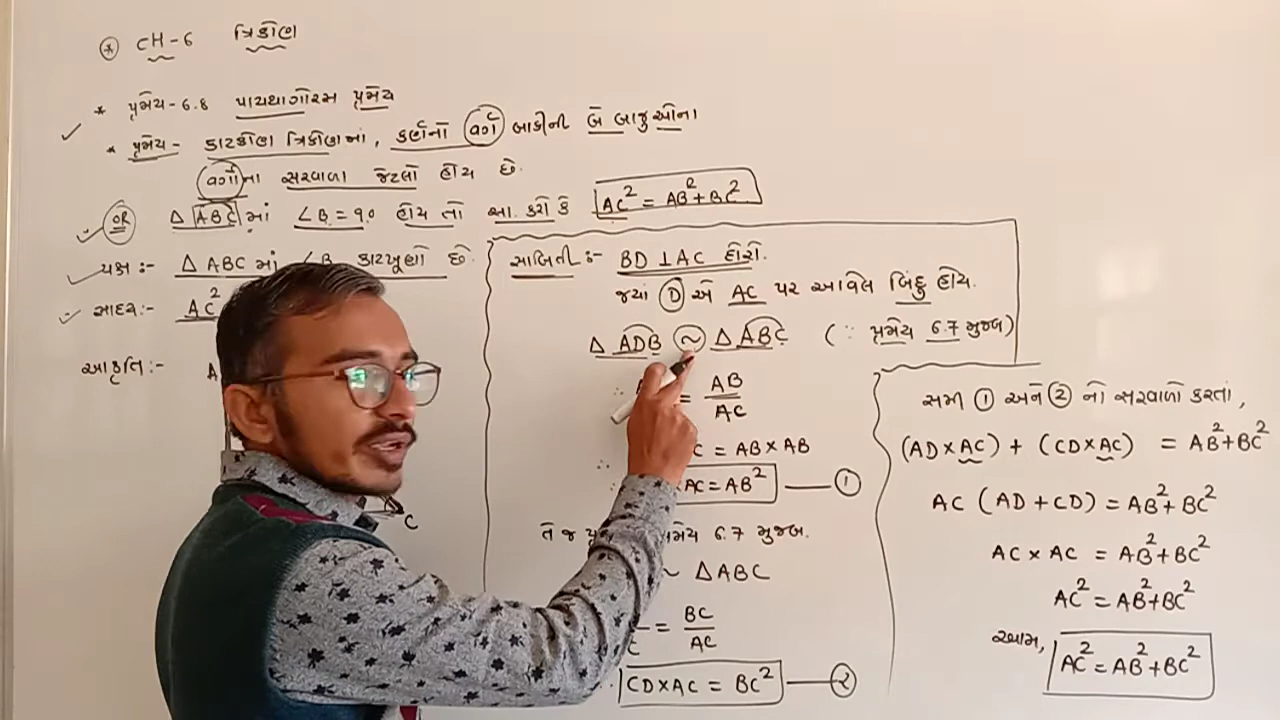 * CH-6 ત્રિકોણ
* પ્રમેય-6.8 પાયથાગોરસ પ્રમેય
* પ્રમેય- કાટકોણ ત્રિકોણમાં, કર્ણનો વર્ગ બાકીની બે બાજુઓના
વર્ગોના સરવાળા જેટલો હોય છે.
OR Δ ABC માં ∠B = 90 હોય તો સા. કરો કે AC² = AB² + BC²
પક્ષ :- Δ ABC માં ∠B કાટખૂણો છે.
સાધ્ય :- AC²
આકૃતિ :- A
C
સાબિતી :- BD ⊥ AC દોરો.
જ્યાં D એ AC પર આવેલ બિંદુ હોય.
Δ ADB ~ Δ ABC (∵ પ્રમેય 6.7 મુજબ)
∴ = AB/AC
∴ C = AB × AB
×AC = AB² —— ①
તે જ પ્રમેય 6.7 મુજબ.
~ ΔABC
= BC/AC
∴ CD×AC = BC² —— ②
સમી ① અને ② નો સરવાળો કરતાં,
(AD×AC) + (CD×AC) = AB²+BC²
AC (AD + CD) = AB²+BC²
AC × AC = AB²+BC²
AC² = AB²+BC²
આમ, AC² = AB²+BC²